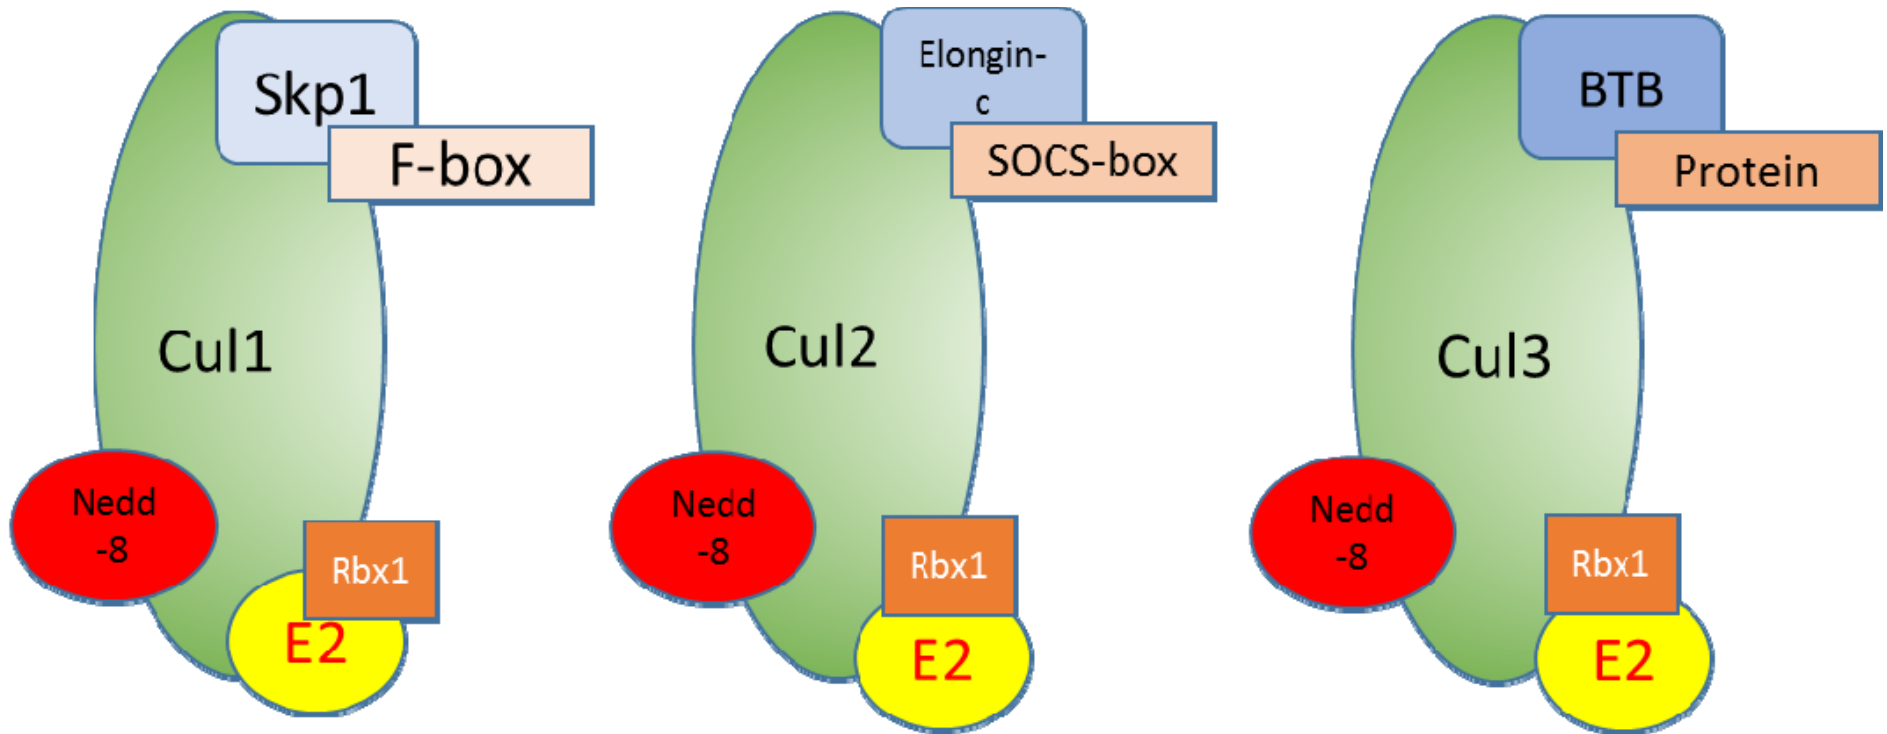 Skp1
F-box
Cul1
Nedd
-8
Rbx1
E2
Elongin-
c
SOCS-box
Cul2
Nedd
-8
Rbx1
E2
BTB
Protein
Cul3
Nedd
-8
Rbx1
E2